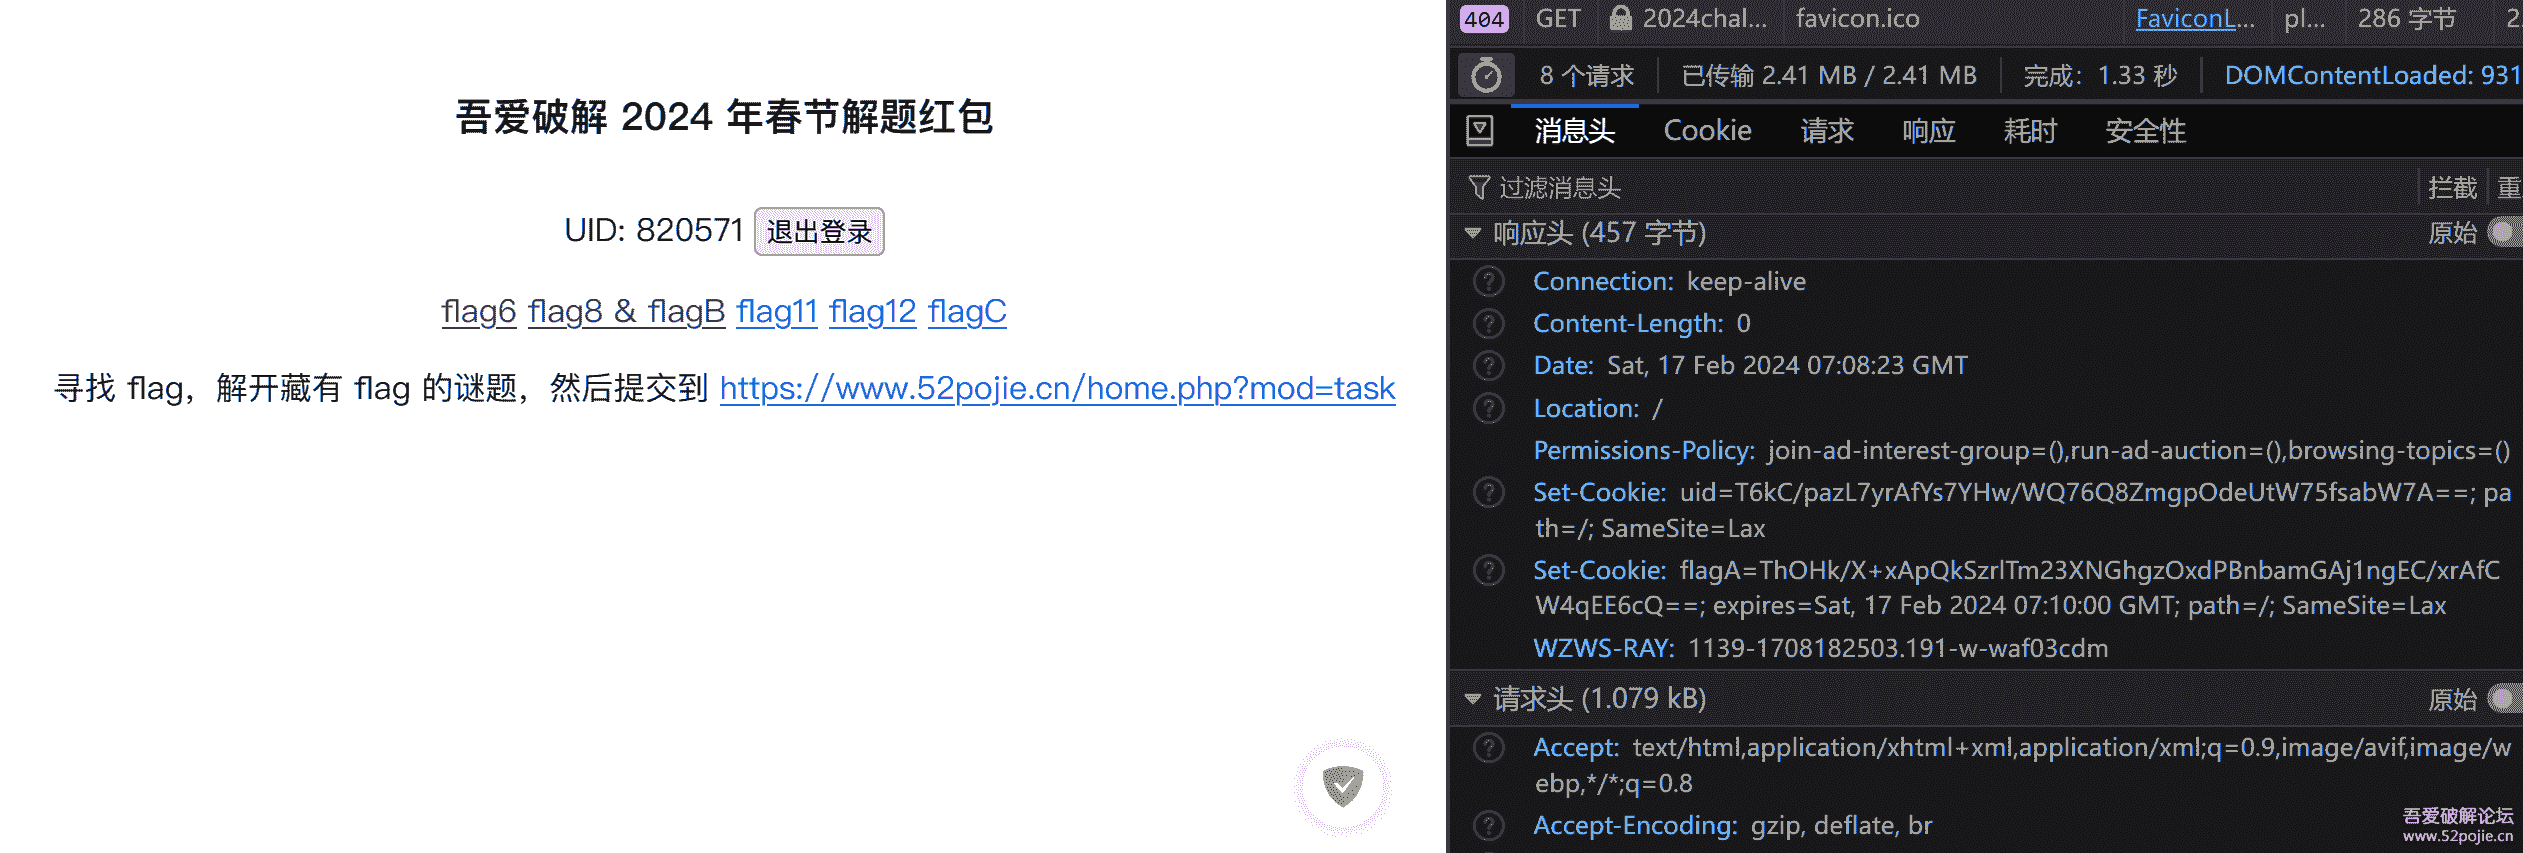 吾爱破解 2024 年春节解题红包
UID: 820571 退出登录
flag6 flag8 & flagB flag11 flag12 flagC
寻找 flag，解开藏有 flag 的谜题，然后提交到 https://www.52pojie.cn/home.php?mod=task
404 GET 2024chal... favicon.ico FaviconL... pl... 286 字节 2.
8 个请求 已传输 2.41 MB / 2.41 MB 完成：1.33 秒 DOMContentLoaded: 931
消息头 Cookie 请求 响应 耗时 安全性
过滤消息头 拦截 重
响应头 (457 字节) 原始
Connection: keep-alive
Content-Length: 0
Date: Sat, 17 Feb 2024 07:08:23 GMT
Location: /
Permissions-Policy: join-ad-interest-group=(),run-ad-auction=(),browsing-topics=()
Set-Cookie: uid=T6kC/pazL7yrAfYs7YHw/WQ76Q8ZmgpOdeUtW75fsabW7A==; pa
th=/; SameSite=Lax
Set-Cookie: flagA=ThOHk/X+xApQkSzrlTm23XNGhgzOxdPBnbamGAj1ngEC/xrAfC
W4qEE6cQ==; expires=Sat, 17 Feb 2024 07:10:00 GMT; path=/; SameSite=Lax
WZWS-RAY: 1139-1708182503.191-w-waf03cdm
请求头 (1.079 kB) 原始
Accept: text/html,application/xhtml+xml,application/xml;q=0.9,image/avif,image/w
ebp,*/*;q=0.8
Accept-Encoding: gzip, deflate, br
吾爱破解论坛
www.52pojie.cn